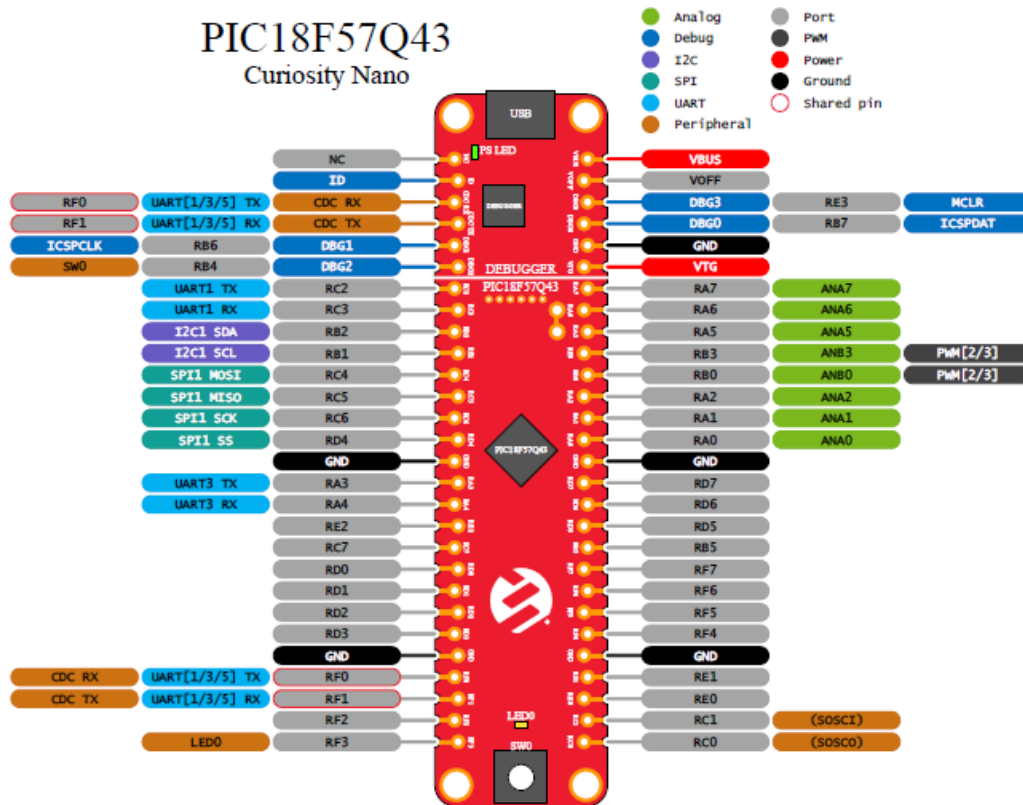 PIC18F57Q43
Curiosity Nano
Analog Port
Debug PWM
I2C Power
SPI Ground
UART Shared pin
Peripheral
USB
PS LED
NC VBUS
ID VOFF
RF0 UART[1/3/5] TX CDC RX DEBUGGER DBG3 RE3 MCLR
RF1 UART[1/3/5] RX CDC TX DBG0 RB7 ICSPDAT
ICSPCLK RB6 DBG1 GND
SW0 RB4 DBG2 DEBUGGER VTG
UART1 TX RC2 PIC18F57Q43 RA7 ANA7
UART1 RX RC3 RA6 ANA6
I2C1 SDA RB2 RA5 ANA5
I2C1 SCL RB1 RB3 ANB3 PWM[2/3]
SPI1 MOSI RC4 RB0 ANB0 PWM[2/3]
SPI1 MISO RC5 RA2 ANA2
SPI1 SCK RC6 RA1 ANA1
SPI1 SS RD4 PIC18F57Q43 RA0 ANA0
GND GND
UART3 TX RA3 RD7
UART3 RX RA4 RD6
RE2 RD5
RC7 RB5
RD0 RF7
RD1 RF6
RD2 RF5
RD3 RF4
GND GND
CDC RX UART[1/3/5] TX RF0 RE1
CDC TX UART[1/3/5] RX RF1 RE0
RF2 LED0 RC1 (SOSCI)
LED0 RF3 SW0 RC0 (SOSCO)